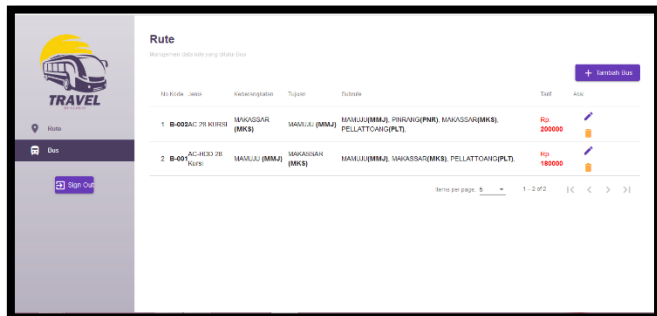 Rute
Manajemen data rute yang dilalui Bus
+ Tambah Bus
TRAVEL
No Kode Jenis Keberangkatan Tujuan Subrute Tarif Aksi
1 B-002 AC 28 KURSI MAKASSAR (MKS) MAMUJU (MMJ) MAMUJU(MMJ), PINRANG(PNR), MAKASSAR(MKS), PELLATTOANG(PLT), Rp. 200000
Rute
Bus
2 B-001 AC-HDD 28 Kursi MAMUJU (MMJ) MAKASSAR (MKS) MAMUJU(MMJ), MAKASSAR(MKS), PELLATTOANG(PLT), Rp. 180000
Sign Out
Items per page: 5 1 - 2 of 2 |< < > >|